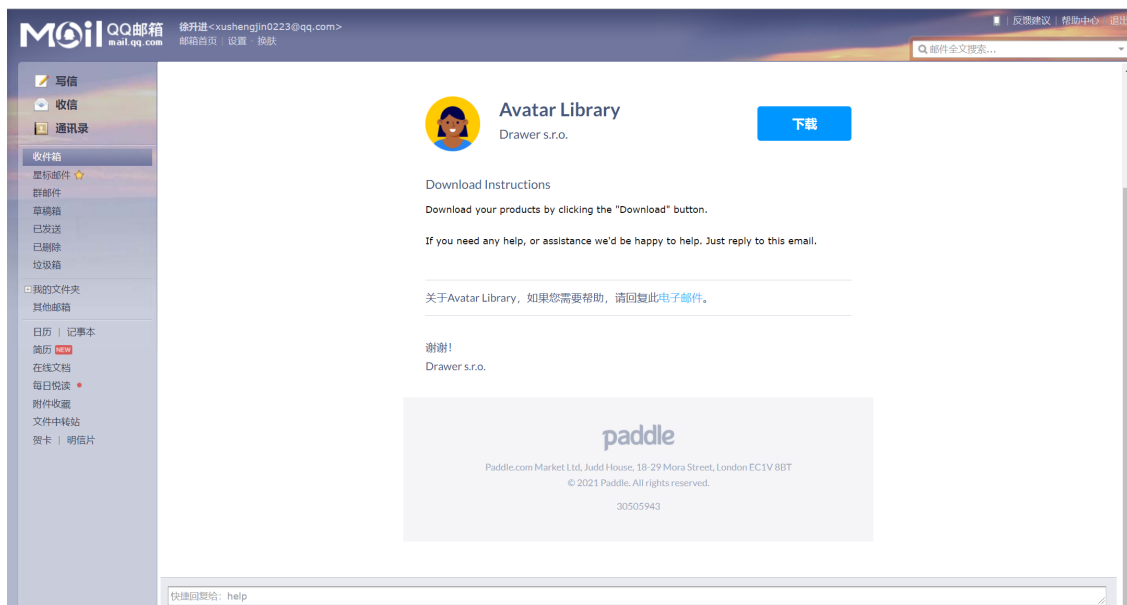 MOil QQ邮箱
mail.qq.com
徐升进<xushengjin0223@qq.com>
邮箱首页 | 设置 - 换肤
| 反馈建议 | 帮助中心 退出
邮件全文搜索...
写信
收信
通讯录
收件箱
星标邮件
群邮件
草稿箱
已发送
已删除
垃圾箱
我的文件夹
其他邮箱
日历 | 记事本
简历 NEW
在线文档
每日悦读
附件收藏
文件中转站
贺卡 | 明信片
Avatar Library
Drawer s.r.o.
下载
Download Instructions
Download your products by clicking the "Download" button.
If you need any help, or assistance we'd be happy to help. Just reply to this email.
关于Avatar Library，如果您需要帮助，请回复此电子邮件。
谢谢!
Drawer s.r.o.
paddle
Paddle.com Market Ltd, Judd House, 18-29 Mora Street, London EC1V 8BT
© 2021 Paddle. All rights reserved.
30505943
快捷回复给：help